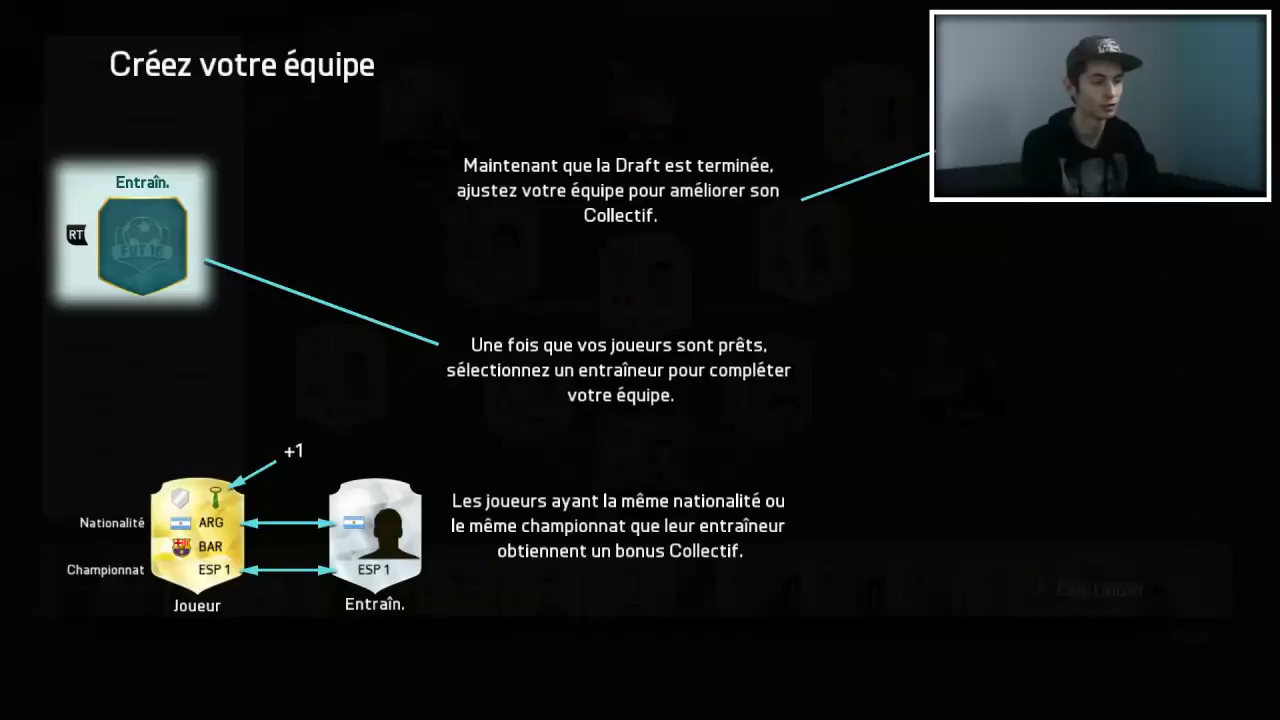 Créez votre équipe
Maintenant que la Draft est terminée,
ajustez votre équipe pour améliorer son
Collectif.
Entraîn.
RT
FUT 16
Une fois que vos joueurs sont prêts,
sélectionnez un entraîneur pour compléter
votre équipe.
+1
Nationalité
ARG
BAR
Championnat
ESP 1
Joueur
ESP 1
Entraîn.
Les joueurs ayant la même nationalité ou
le même championnat que leur entraîneur
obtiennent un bonus Collectif.